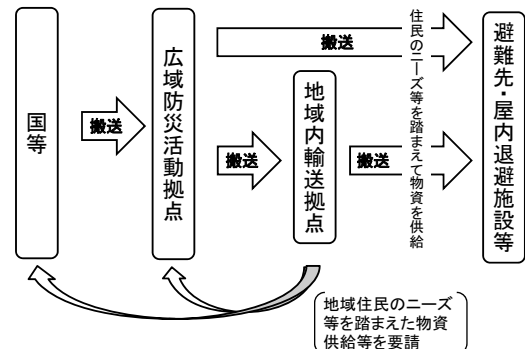 国等
搬送
広域防災活動拠点
搬送
搬送
地域内輸送拠点
搬送
住民のニーズ等を踏まえて物資を供給
避難先・屋内退避施設等
地域住民のニーズ
等を踏まえた物資
供給等を要請